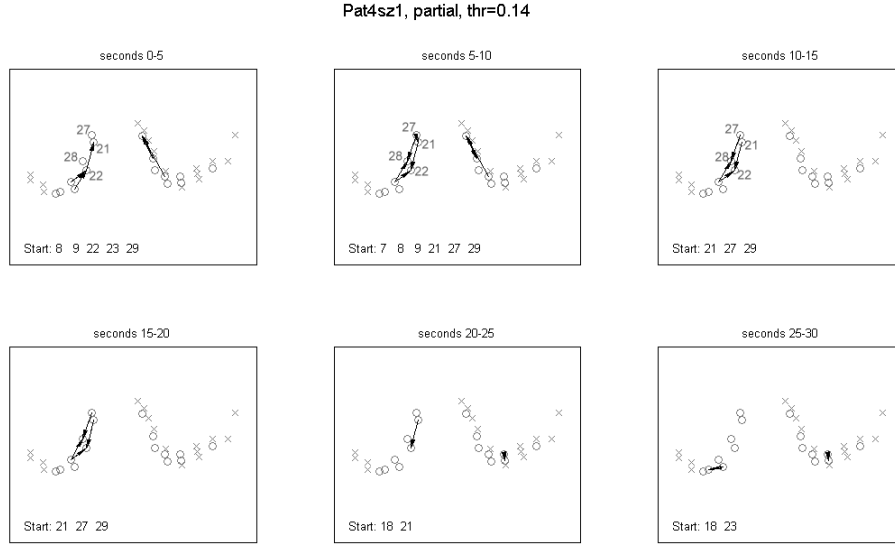 Pat4sz1, partial, thr=0.14
seconds 0-5
27
21
28
22
Start: 8 9 22 23 29
seconds 5-10
27
21
28
22
Start: 7 8 9 21 27 29
seconds 10-15
27
21
28
22
Start: 21 27 29
seconds 15-20
Start: 21 27 29
seconds 20-25
Start: 18 21
seconds 25-30
Start: 18 23